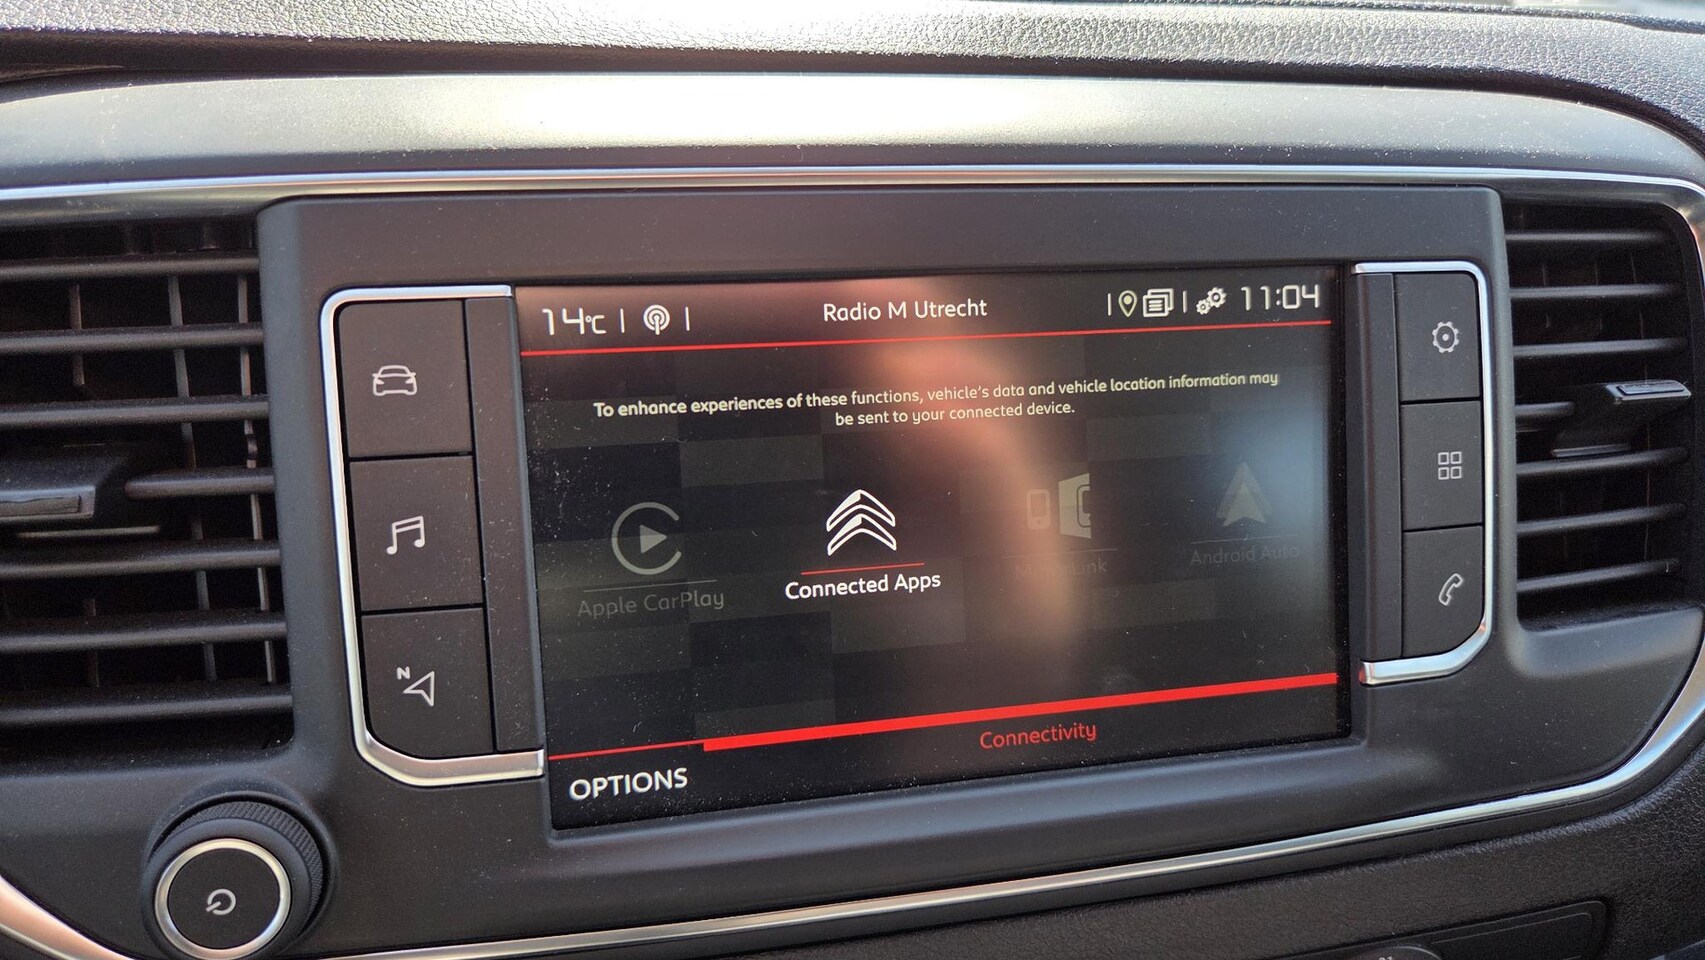 14°C
Radio M Utrecht
11:04
To enhance experiences of these functions, vehicle's data and vehicle location information may
be sent to your connected device.
Apple CarPlay
Connected Apps
Link
Android Auto
Connectivity
OPTIONS
N